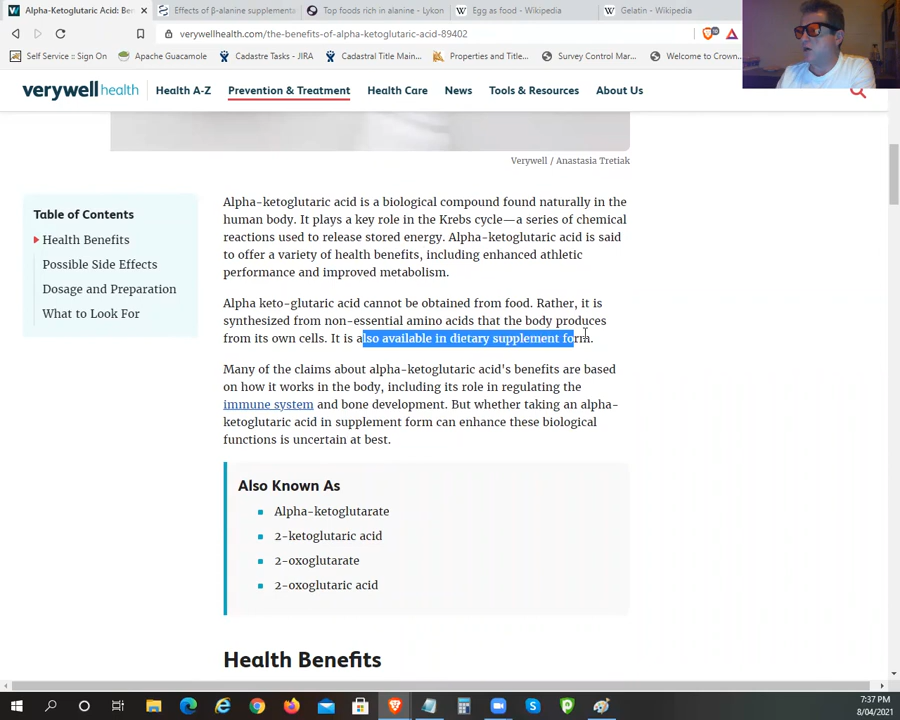 Alpha-Ketoglutaric Acid: Be
Effects of β-alanine supplementa
Top foods rich in alanine - Lykon
Egg as food - Wikipedia
Gelatin - Wikipedia
verywellhealth.com/the-benefits-of-alpha-ketoglutaric-acid-89402
Self Service :: Sign On
Apache Guacamole
Cadastre Tasks - JIRA
Cadastral Title Main...
Properties and Title...
Survey Control Mar...
Welcome to Crown...
verywell health
Health A-Z
Prevention & Treatment
Health Care
News
Tools & Resources
About Us
Verywell / Anastasia Tretiak
Table of Contents
Health Benefits
Possible Side Effects
Dosage and Preparation
What to Look For
Alpha-ketoglutaric acid is a biological compound found naturally in the
human body. It plays a key role in the Krebs cycle—a series of chemical
reactions used to release stored energy. Alpha-ketoglutaric acid is said
to offer a variety of health benefits, including enhanced athletic
performance and improved metabolism.
Alpha keto-glutaric acid cannot be obtained from food. Rather, it is
synthesized from non-essential amino acids that the body produces
from its own cells. It is also available in dietary supplement form.
Many of the claims about alpha-ketoglutaric acid's benefits are based
on how it works in the body, including its role in regulating the
immune system and bone development. But whether taking an alpha-
ketoglutaric acid in supplement form can enhance these biological
functions is uncertain at best.
Also Known As
Alpha-ketoglutarate
2-ketoglutaric acid
2-oxoglutarate
2-oxoglutaric acid
Health Benefits
7:37 PM
8/04/2021